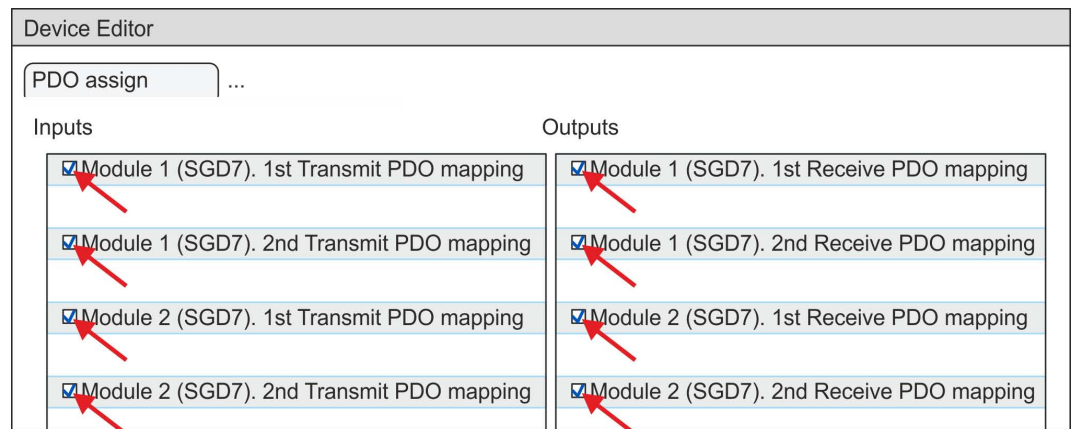 Device Editor
PDO assign ...
Inputs
Outputs
Module 1 (SGD7). 1st Transmit PDO mapping
Module 1 (SGD7). 2nd Transmit PDO mapping
Module 2 (SGD7). 1st Transmit PDO mapping
Module 2 (SGD7). 2nd Transmit PDO mapping
Module 1 (SGD7). 1st Receive PDO mapping
Module 1 (SGD7). 2nd Receive PDO mapping
Module 2 (SGD7). 1st Receive PDO mapping
Module 2 (SGD7). 2nd Receive PDO mapping